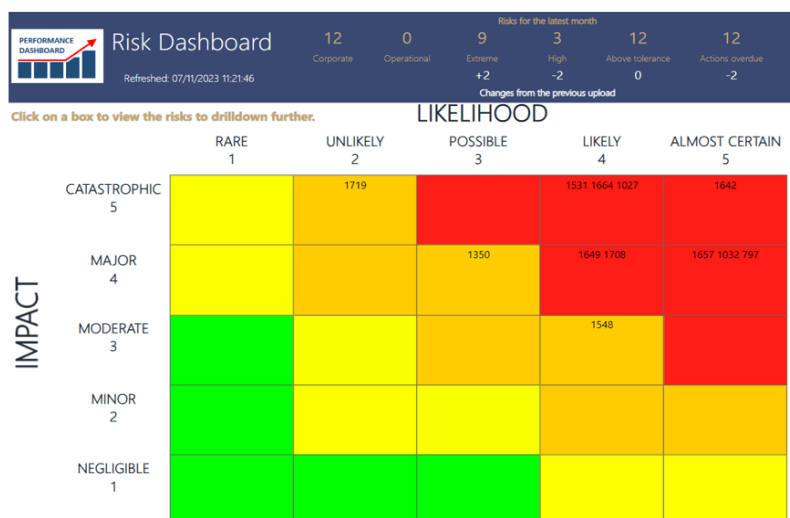 PERFORMANCE
DASHBOARD
Risk Dashboard
Refreshed: 07/11/2023 11:21:46
Risks for the latest month
12 0 9 3 12 12
Corporate Operational Extreme High Above tolerance Actions overdue
+2 -2 0 -2
Changes from the previous upload
Click on a box to view the risks to drilldown further.
LIKELIHOOD
RARE UNLIKELY POSSIBLE LIKELY ALMOST CERTAIN
1 2 3 4 5
CATASTROPHIC 1719 1531 1664 1027 1642
5
MAJOR 1350 1649 1708 1657 1032 797
4
IMPACT
MODERATE 1548
3
MINOR
2
NEGLIGIBLE
1